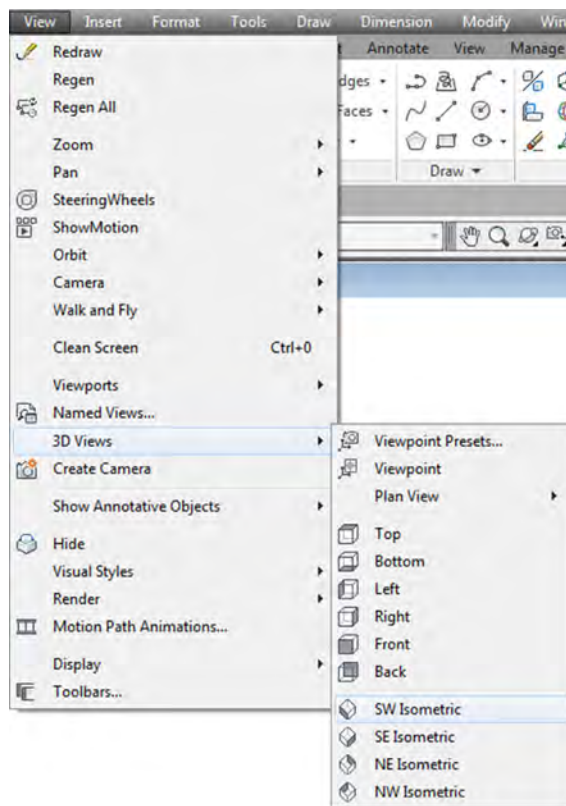 View Insert Format Tools Draw Dimension Modify
Annotate View Manage
Redraw
Regen
Regen All
Zoom
Pan
SteeringWheels
ShowMotion
Orbit
Camera
Walk and Fly
Clean Screen Ctrl+0
Viewports
Named Views...
3D Views
Create Camera
Show Annotative Objects
Hide
Visual Styles
Render
Motion Path Animations...
Display
Toolbars...
Draw
Viewpoint Presets...
Viewpoint
Plan View
Top
Bottom
Left
Right
Front
Back
SW Isometric
SE Isometric
NE Isometric
NW Isometric